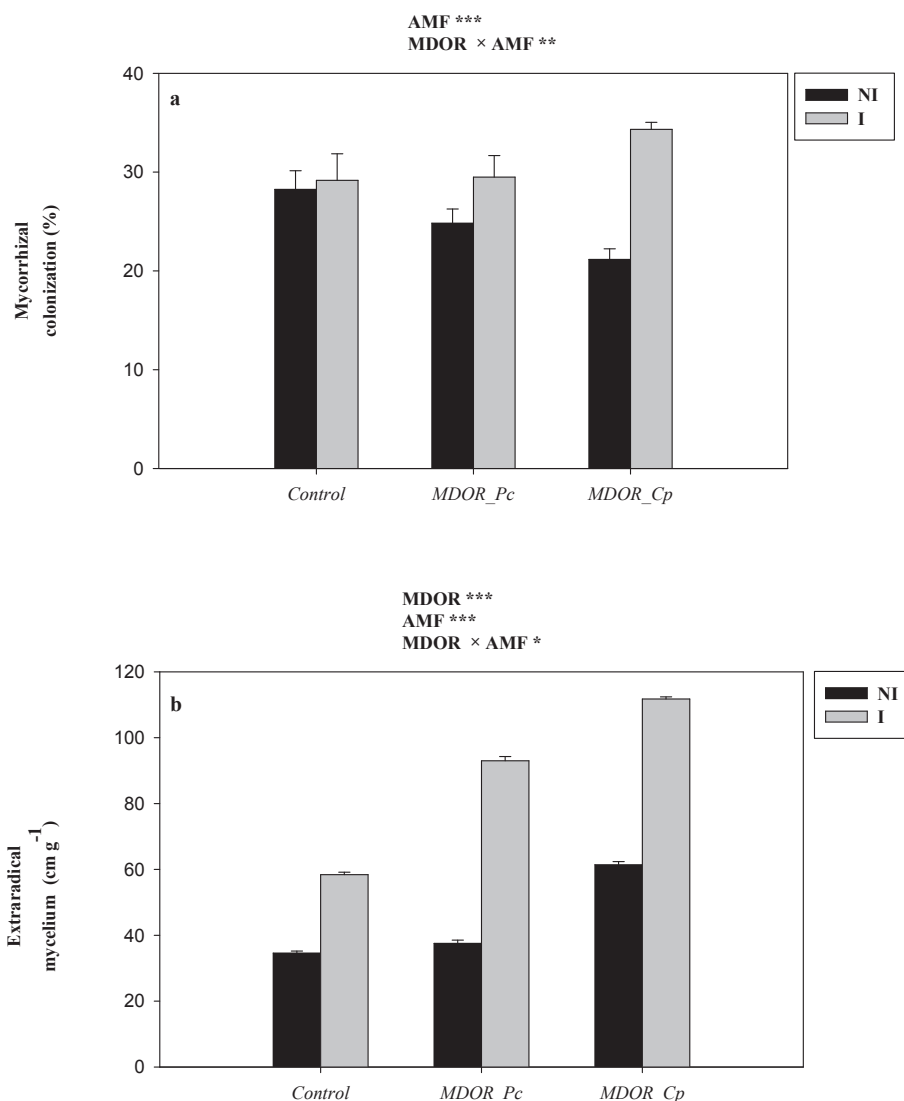 AMF ***
MDOR × AMF **
a
NI
I
40
30
20
10
0
Mycorrhizal
colonization (%)
Control
MDOR_Pc
MDOR_Cp
MDOR ***
AMF ***
MDOR × AMF *
b
NI
I
120
100
80
60
40
20
0
Extraradical
mycelium (cm g-1)
Control
MDOR_Pc
MDOR_Cp